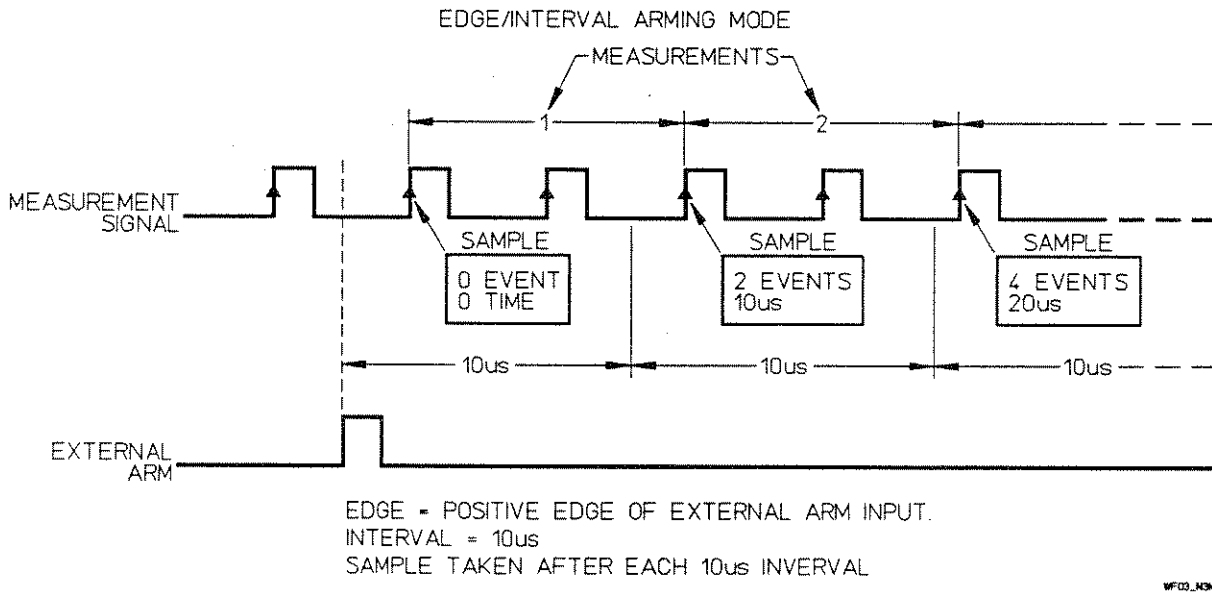 EDGE/INTERVAL ARMING MODE
MEASUREMENTS
1
2
MEASUREMENT
SIGNAL
SAMPLE
0 EVENT
0 TIME
SAMPLE
2 EVENTS
10us
SAMPLE
4 EVENTS
20us
10us
10us
10us
EXTERNAL
ARM
EDGE = POSITIVE EDGE OF EXTERNAL ARM INPUT.
INTERVAL = 10us
SAMPLE TAKEN AFTER EACH 10us INVERVAL